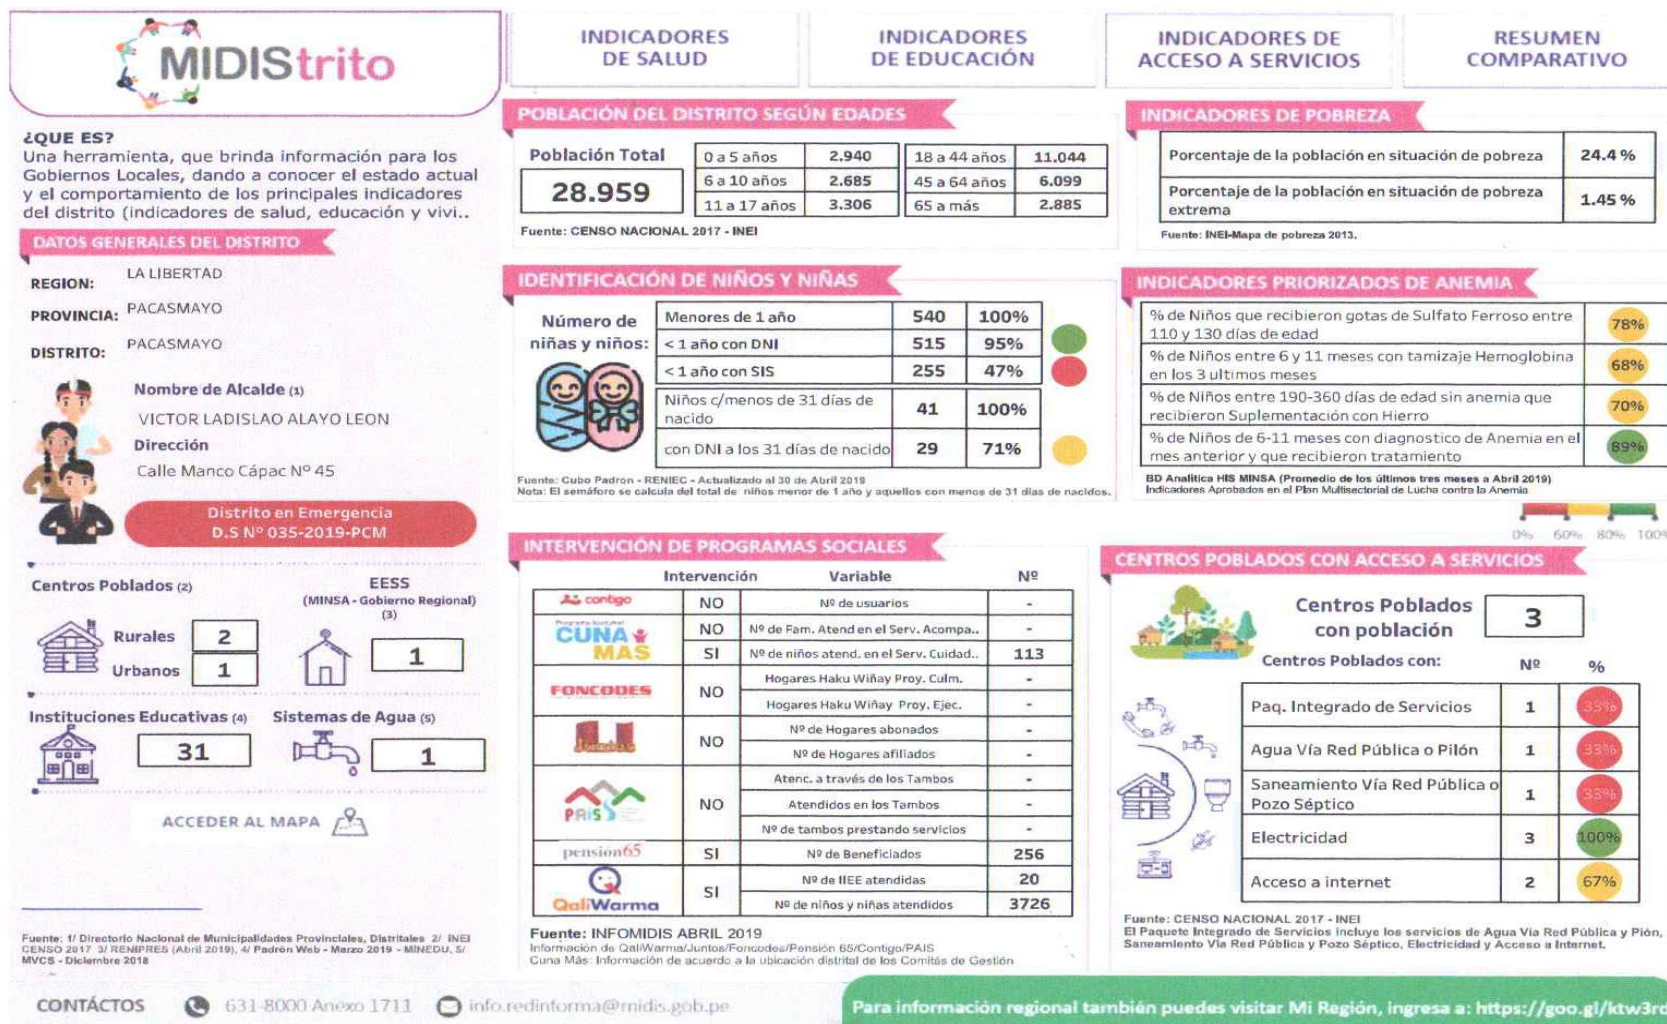 MIDIStrito
INDICADORES
DE SALUD
INDICADORES
DE EDUCACIÓN
INDICADORES DE
ACCESO A SERVICIOS
RESUMEN
COMPARATIVO
¿QUE ES?
Una herramienta, que brinda información para los
Gobiernos Locales, dando a conocer el estado actual
y el comportamiento de los principales indicadores
del distrito (indicadores de salud, educación y vivi..
DATOS GENERALES DEL DISTRITO
REGION: LA LIBERTAD
PROVINCIA: PACASMAYO
DISTRITO: PACASMAYO
Nombre de Alcalde (1)
VICTOR LADISLAO ALAYO LEON
Dirección
Calle Manco Cápac Nº 45
Distrito en Emergencia
D.S Nº 035-2019-PCM
Centros Poblados (2)
Rurales 2
Urbanos 1
EESS
(MINSA - Gobierno Regional)
(3)
1
Instituciones Educativas (4)
31
Sistemas de Agua (5)
1
ACCEDER AL MAPA
Fuente: 1/ Directorio Nacional de Municipalidades Provinciales, Distritales 2/ INEI
CENSO 2017 3/ RENIPRES (Abril 2019), 4/ Padrón Web - Marzo 2019 - MINEDU, 5/
MVCS - Diciembre 2018
POBLACIÓN DEL DISTRITO SEGÚN EDADES
Población Total
28.959
0 a 5 años 2.940 18 a 44 años 11.044
6 a 10 años 2.685 45 a 64 años 6.099
11 a 17 años 3.306 65 a más 2.885
Fuente: CENSO NACIONAL 2017 - INEI
INDICADORES DE POBREZA
Porcentaje de la población en situación de pobreza 24.4 %
Porcentaje de la población en situación de pobreza
extrema 1.45 %
Fuente: INEI-Mapa de pobreza 2013.
IDENTIFICACIÓN DE NIÑOS Y NIÑAS
Número de
niñas y niños:
Menores de 1 año 540 100%
< 1 año con DNI 515 95%
< 1 año con SIS 255 47%
Niños c/menos de 31 días de
nacido 41 100%
con DNI a los 31 días de nacido 29 71%
Fuente: Cubo Padron - RENIEC - Actualizado al 30 de Abril 2019
Nota: El semáforo se calcula del total de niños menor de 1 año y aquellos con menos de 31 días de nacidos.
INDICADORES PRIORIZADOS DE ANEMIA
% de Niños que recibieron gotas de Sulfato Ferroso entre
110 y 130 días de edad 78%
% de Niños entre 6 y 11 meses con tamizaje Hemoglobina
en los 3 ultimos meses 68%
% de Niños entre 190-360 días de edad sin anemia que
recibieron Suplementación con Hierro 70%
% de Niños de 6-11 meses con diagnostico de Anemia en el
mes anterior y que recibieron tratamiento 89%
BD Analitica HIS MINSA (Promedio de los últimos tres meses a Abril 2019)
Indicadores Aprobados en el Plan Multisectorial de Lucha contra la Anemia
0% 60% 80% 100%
INTERVENCIÓN DE PROGRAMAS SOCIALES
Intervención Variable Nº
contigo NO Nº de usuarios -
CUNA MAS NO Nº de Fam. Atend en el Serv. Acompa.. -
SI Nº de niños atend. en el Serv. Cuidad.. 113
FONCODES NO Hogares Haku Wiñay Proy. Culm. -
Hogares Haku Wiñay Proy. Ejec. -
Juntos NO Nº de Hogares abonados -
Nº de Hogares afiliados -
PAIS NO Atenc. a través de los Tambos -
Atendidos en los Tambos -
Nº de tambos prestando servicios -
pensión65 SI Nº de Beneficiados 256
QaliWarma SI Nº de IIEE atendidas 20
Nº de niños y niñas atendidos 3726
Fuente: INFOMIDIS ABRIL 2019
Información de QaliWarma/Juntos/Foncodes/Pensión 65/Contigo/PAIS
Cuna Más: Información de acuerdo a la ubicación distrital de los Comités de Gestión
CENTROS POBLADOS CON ACCESO A SERVICIOS
Centros Poblados
con población 3
Centros Poblados con: Nº %
Paq. Integrado de Servicios 1 33%
Agua Vía Red Pública o Pilón 1 33%
Saneamiento Vía Red Pública o
Pozo Séptico 1 33%
Electricidad 3 100%
Acceso a internet 2 67%
Fuente: CENSO NACIONAL 2017 - INEI
El Paquete Integrado de Servicios incluye los servicios de Agua Via Red Pública y Pión,
Saneamiento Via Red Pública y Pozo Séptico, Electricidad y Acceso a Internet.
CONTÁCTOS 631-8000 Anexo 1711 info.redinforma@midis.gob.pe
Para información regional también puedes visitar Mi Región, ingresa a: https://goo.gl/ktw3rd